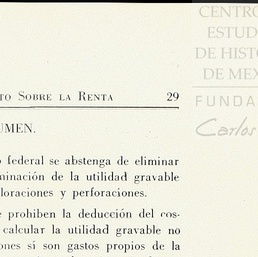 CENTRO
ESTUD
DE HISTO
DE MEX
FUNDA
Carlos
TO SOBRE LA RENTA 29
UMEN.
o federal se abstenga de eliminar
minación de la utilidad gravable
loraciones y perforaciones.
e prohiben la deducción del cos-
calcular la utilidad gravable no
ones si son gastos propios de la